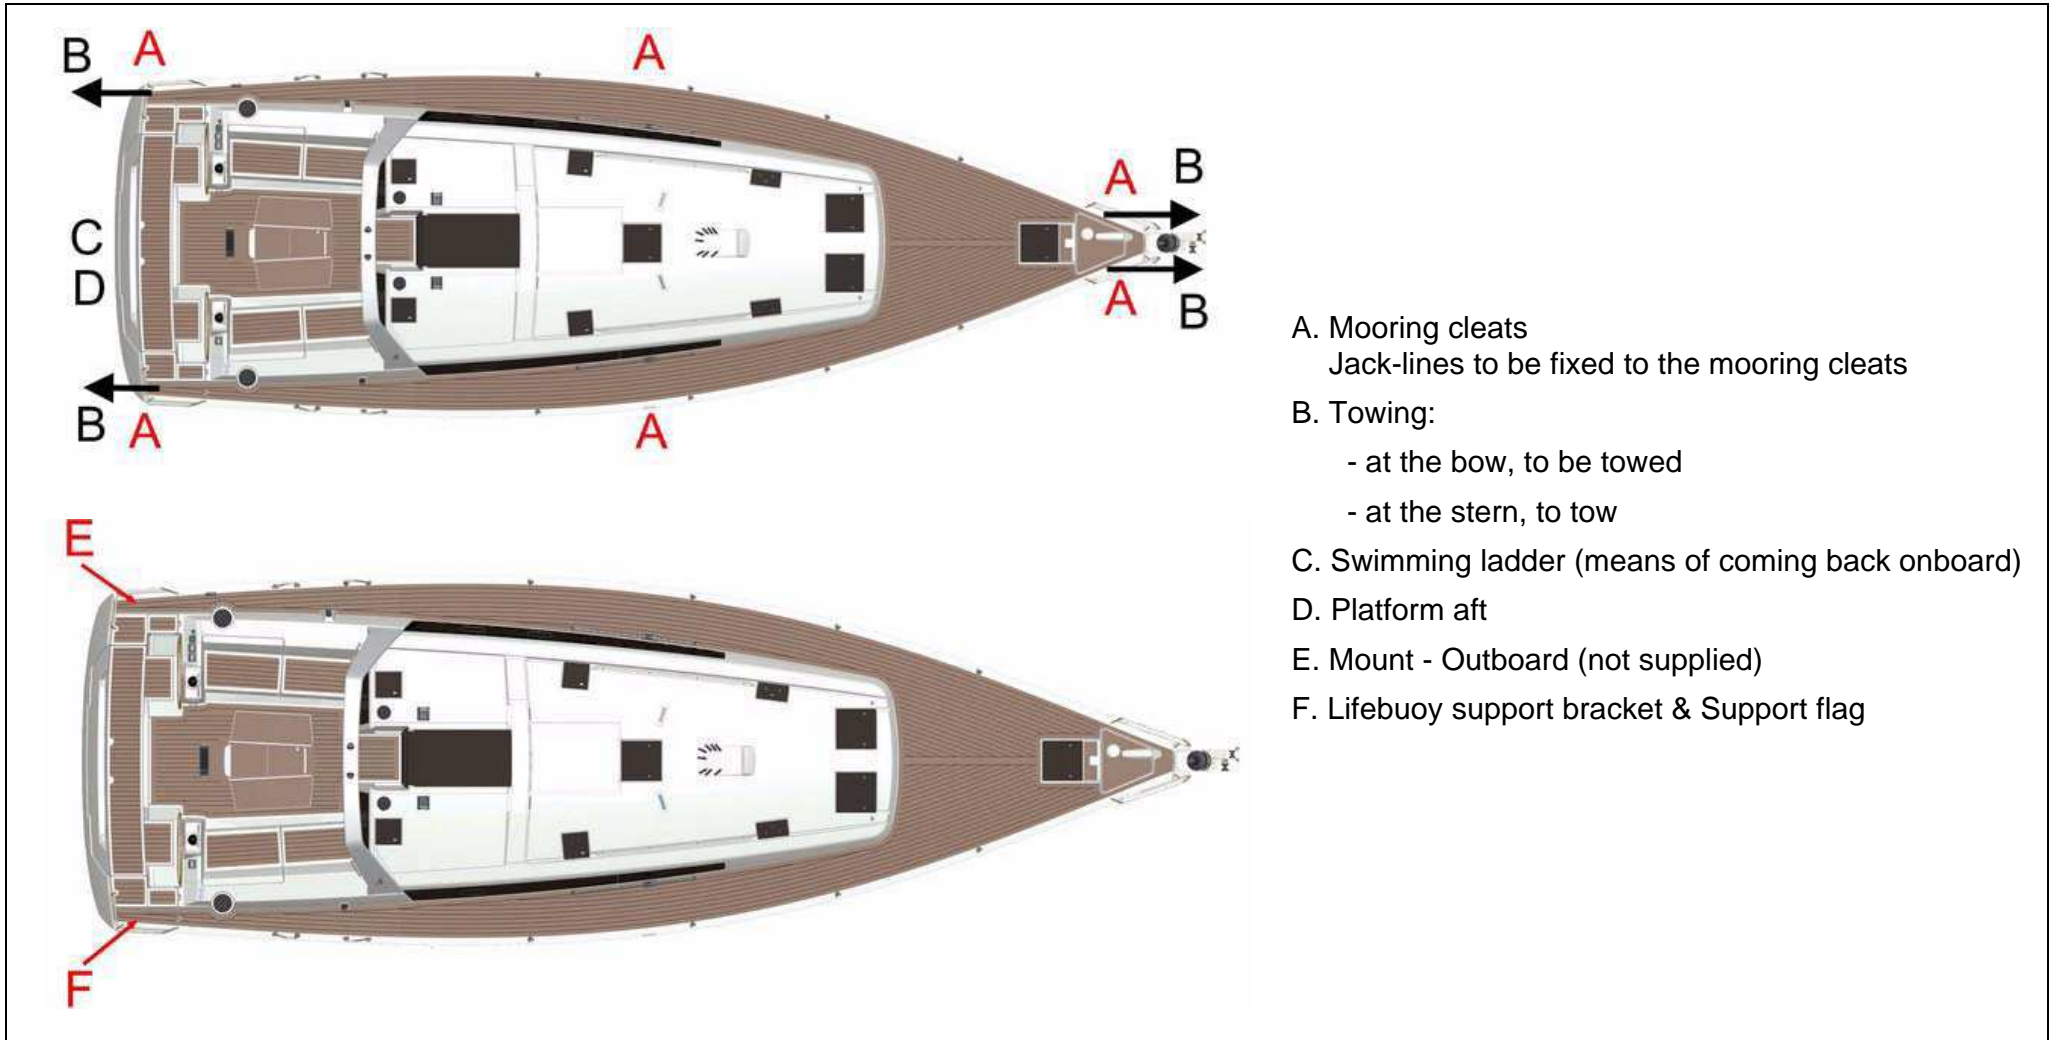 B A A
A B
C
D
A B
B A A
E
F
A. Mooring cleats
Jack-lines to be fixed to the mooring cleats
B. Towing:
- at the bow, to be towed
- at the stern, to tow
C. Swimming ladder (means of coming back onboard)
D. Platform aft
E. Mount - Outboard (not supplied)
F. Lifebuoy support bracket & Support flag